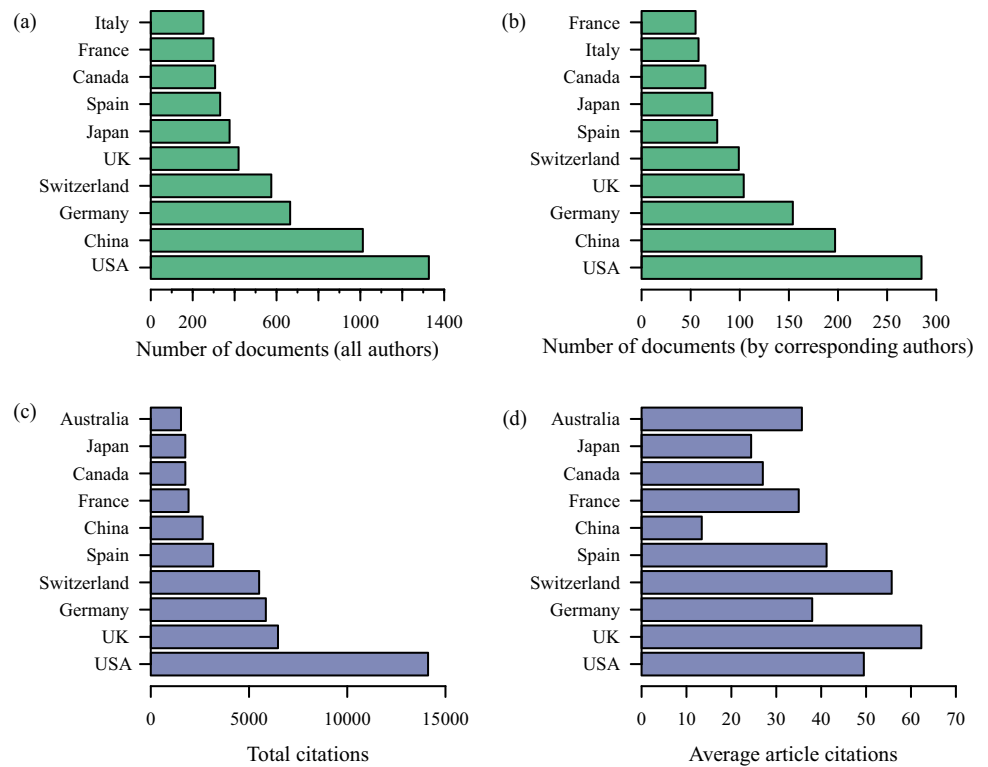 (a)
Italy
France
Canada
Spain
Japan
UK
Switzerland
Germany
China
USA
0 200 600 1000 1400
Number of documents (all authors)
(b)
France
Italy
Canada
Japan
Spain
Switzerland
UK
Germany
China
USA
0 50 100 150 200 250 300
Number of documents (by corresponding authors)
(c)
Australia
Japan
Canada
France
China
Spain
Switzerland
Germany
UK
USA
0 5000 10000 15000
Total citations
(d)
Australia
Japan
Canada
France
China
Spain
Switzerland
Germany
UK
USA
0 10 20 30 40 50 60 70
Average article citations